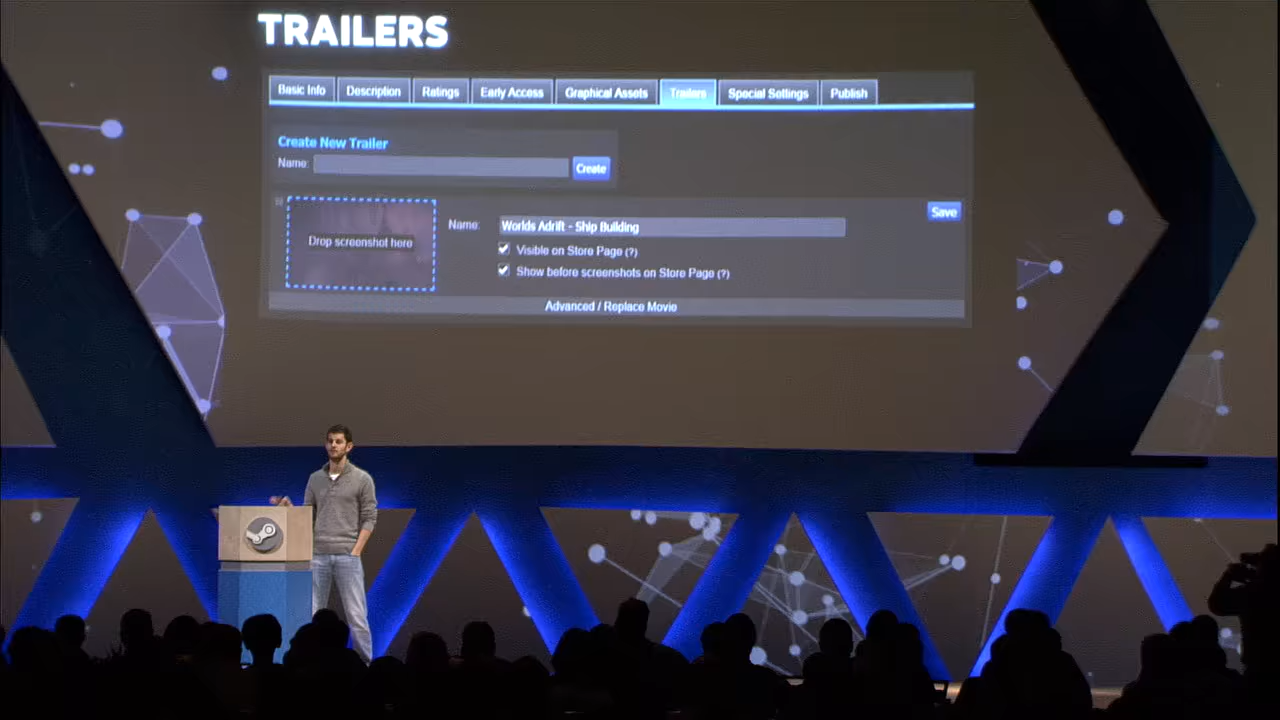 TRAILERS
Basic Info Description Ratings Early Access Graphical Assets Trailers Special Settings Publish
Create New Trailer
Name: Create
Save
Drop screenshot here
Name: Worlds Adrift - Ship Building
Visible on Store Page (?)
Show before screenshots on Store Page (?)
Advanced / Replace Movie